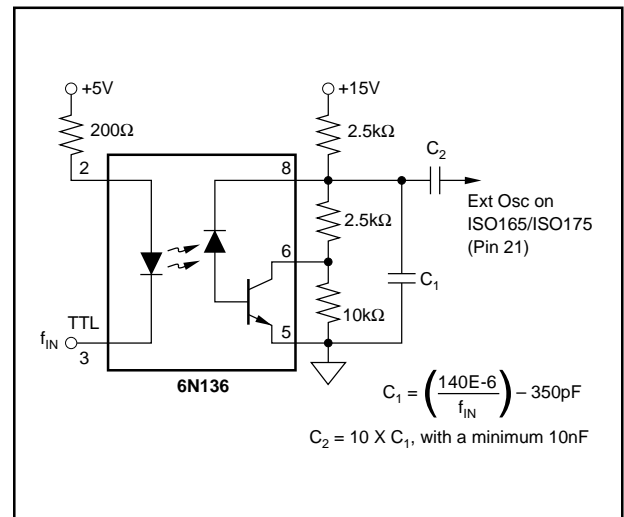 +5V
+15V
200Ω
2.5kΩ
C2
2
8
Ext Osc on
ISO165/ISO175
(Pin 21)
2.5kΩ
6
C1
10kΩ
TTL
fIN
3
5
6N136
C1 = (140E-6 / fIN) – 350pF
C2 = 10 X C1, with a minimum 10nF